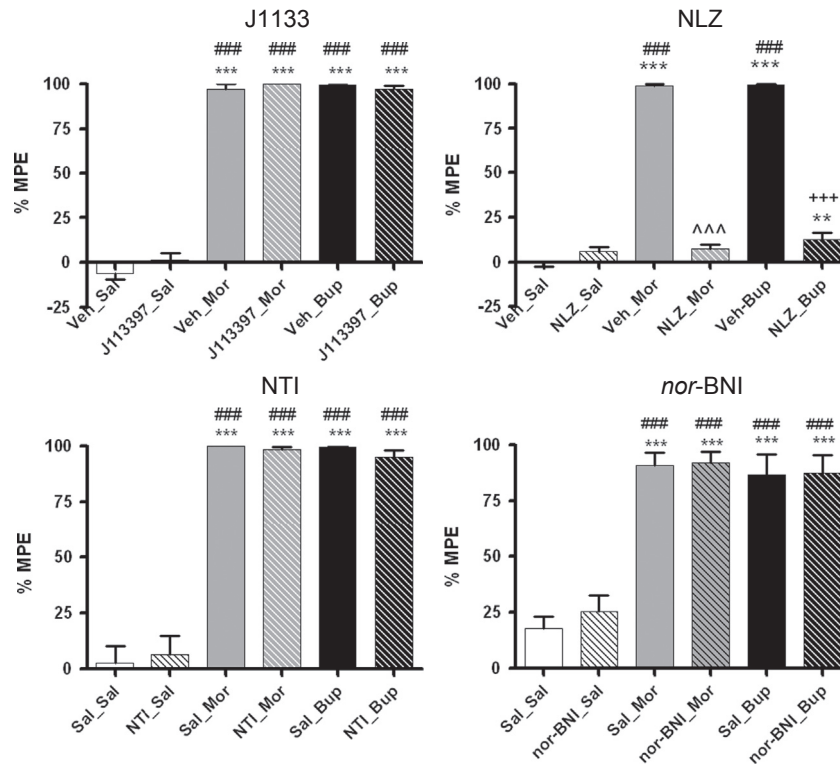 J1133
###
###
###
###
***
***
***
***
100
75
50
25
0
-25
% MPE
Veh_Sal
J113397_Sal
Veh_Mor
J113397_Mor
Veh_Bup
J113397_Bup
NLZ
###
###
***
***
100
75
50
25
0
-25
% MPE
^^^
+++
**
Veh_Sal
NLZ_Sal
Veh_Mor
NLZ_Mor
Veh-Bup
NLZ_Bup
NTI
###
###
###
###
***
***
***
***
100
75
50
25
0
% MPE
Sal_Sal
NTI_Sal
Sal_Mor
NTI_Mor
Sal_Bup
NTI_Bup
nor-BNI
###
###
###
###
***
***
***
***
100
75
50
25
0
% MPE
Sal_Sal
nor-BNI_Sal
Sal_Mor
nor-BNI_Mor
Sal_Bup
nor-BNI_Bup